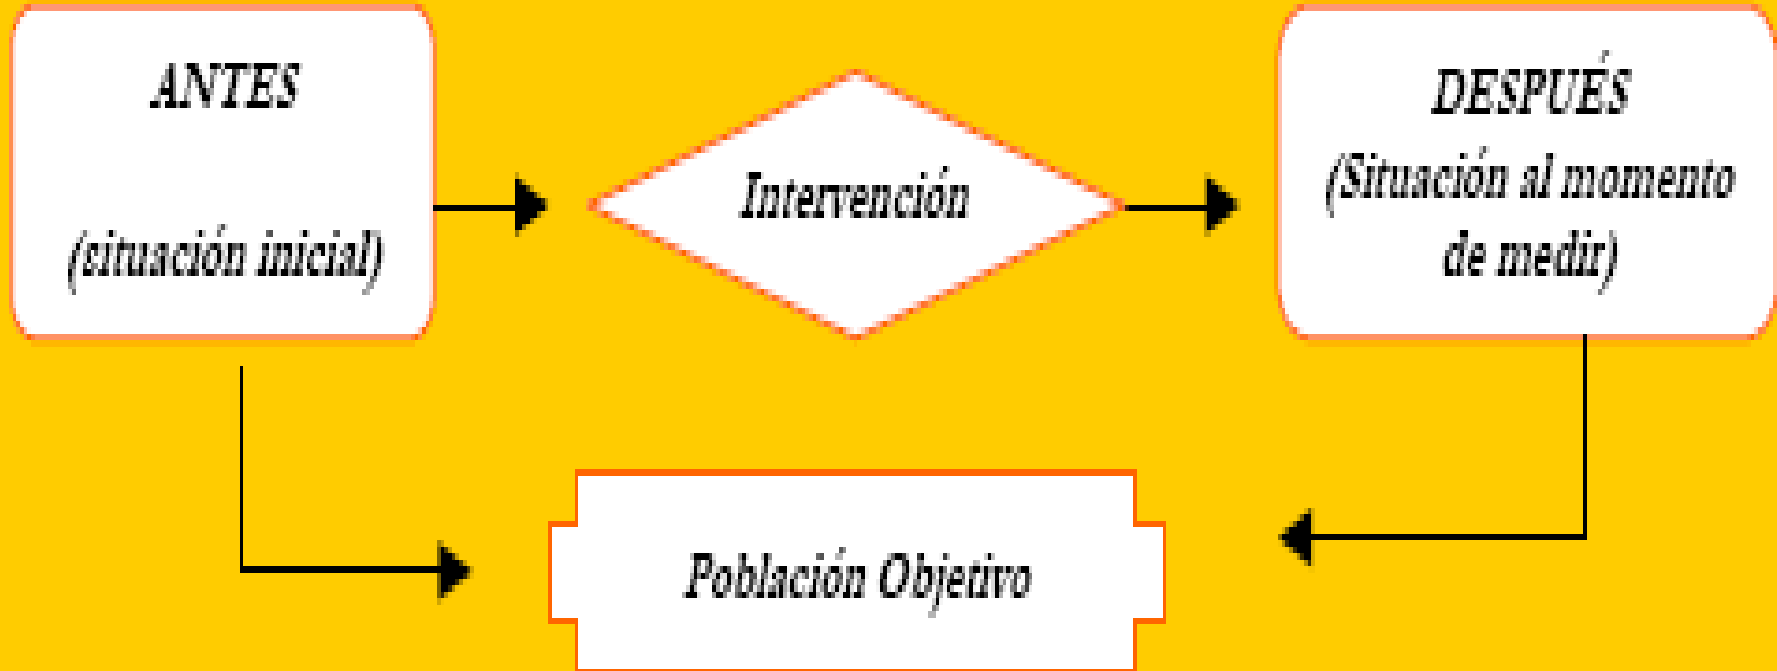 ANTES
(situación inicial)
Intervención
DESPUÉS
(Situación al momento
de medir)
Población Objetivo